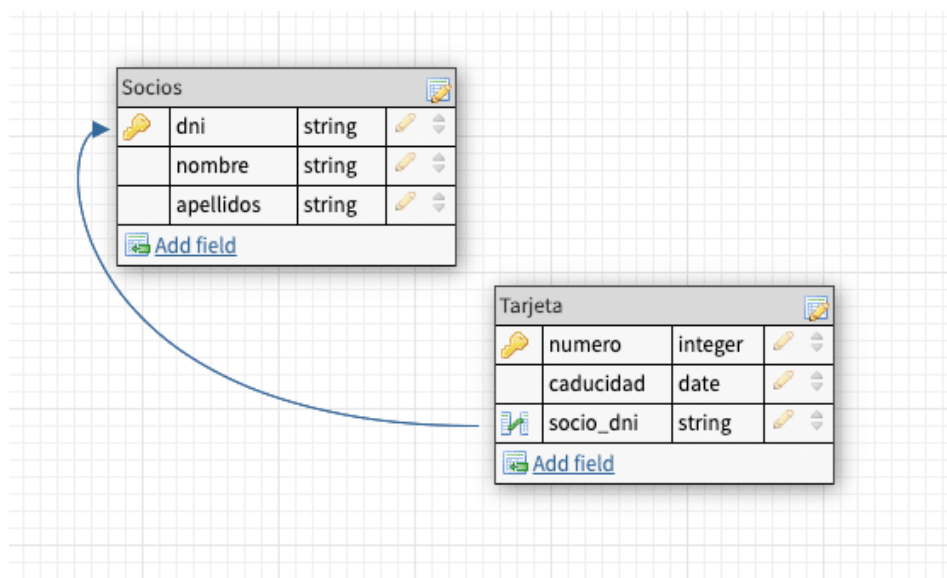 Socios
dni string
nombre string
apellidos string
Add field
Tarjeta
numero integer
caducidad date
socio_dni string
Add field